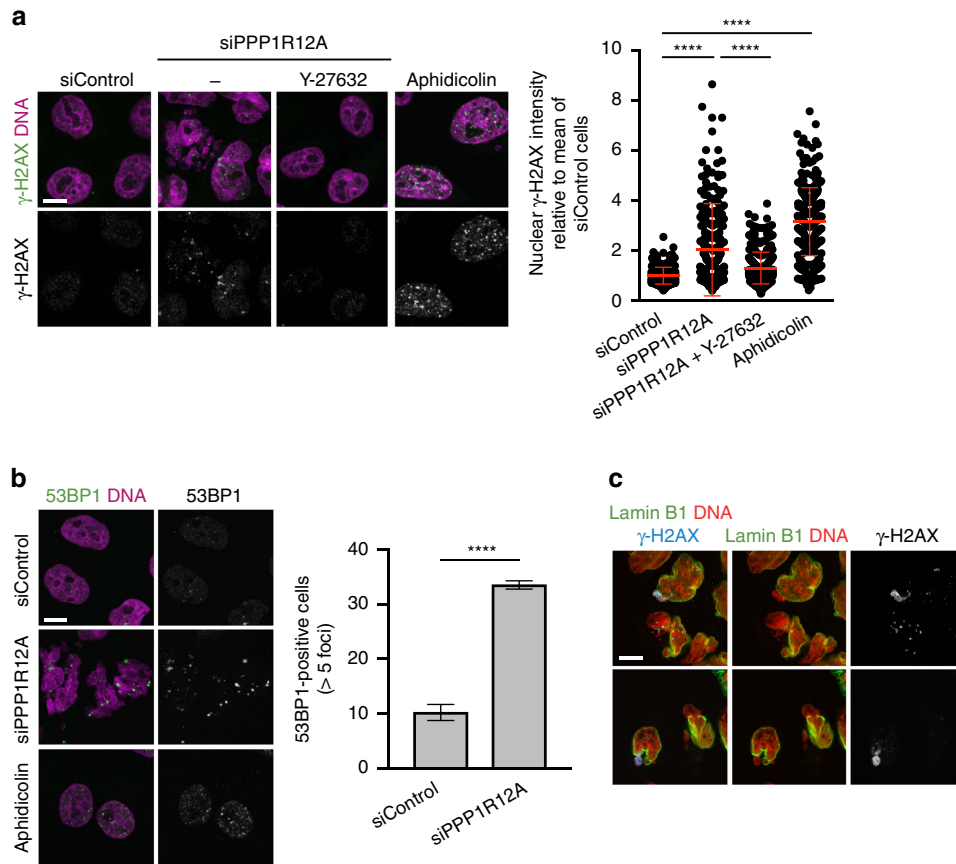 a
siPPP1R12A
siControl
–
Y-27632
Aphidicolin
γ-H2AX DNA
γ-H2AX
Nuclear γ-H2AX intensity
relative to mean of
siControl cells
10
8
6
4
2
0
****
**** ****
siControl
siPPP1R12A
siPPP1R12A + Y-27632
Aphidicolin
b
53BP1 DNA
53BP1
siControl
siPPP1R12A
Aphidicolin
53BP1-positive cells
(> 5 foci)
40
30
20
10
0
****
siControl
siPPP1R12A
c
Lamin B1 DNA
γ-H2AX
Lamin B1 DNA
γ-H2AX